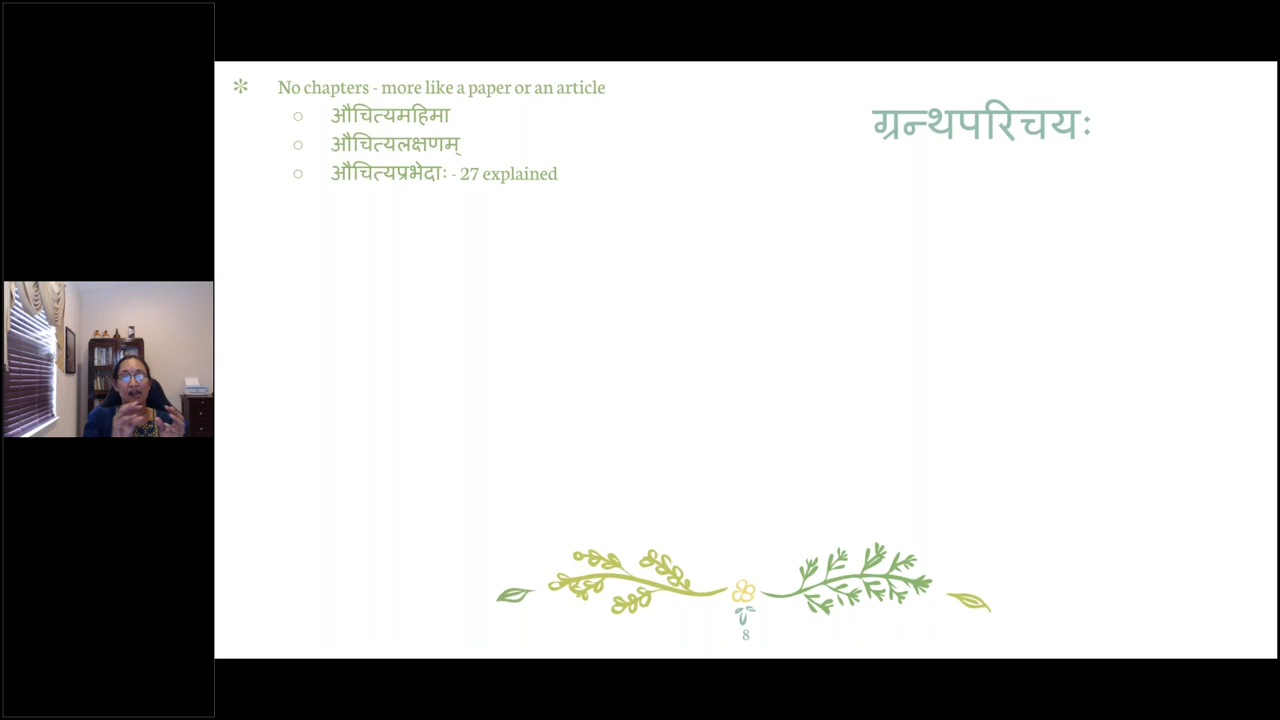 ग्रन्थपरिचयः
* No chapters - more like a paper or an article
○ औचित्यमहिमा
○ औचित्यलक्षणम्
○ औचित्यप्रभेदाः - 27 explained
8